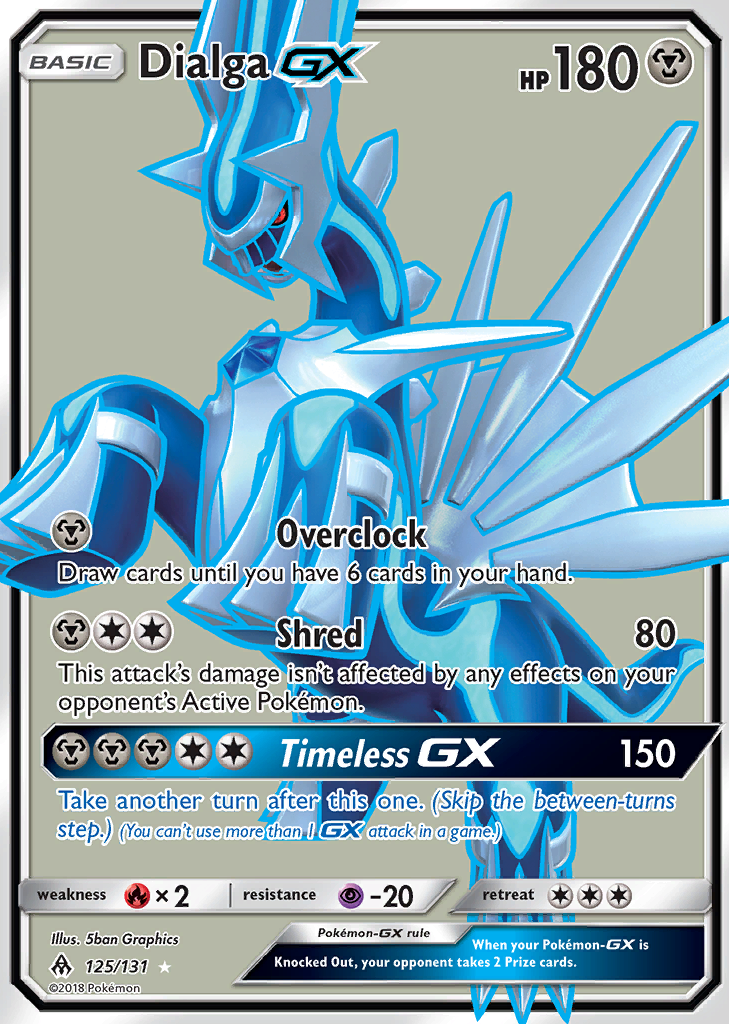 BASIC Dialga GX HP 180
Overclock
Draw cards until you have 6 cards in your hand.
Shred 80
This attack's damage isn't affected by any effects on your
opponent's Active Pokémon.
Timeless GX 150
Take another turn after this one. (Skip the between-turns
step.) (You can't use more than 1 GX attack in a game.)
weakness ×2 resistance -20 retreat
Illus. 5ban Graphics
125/131
©2018 Pokémon
Pokémon-GX rule
When your Pokémon-GX is
Knocked Out, your opponent takes 2 Prize cards.